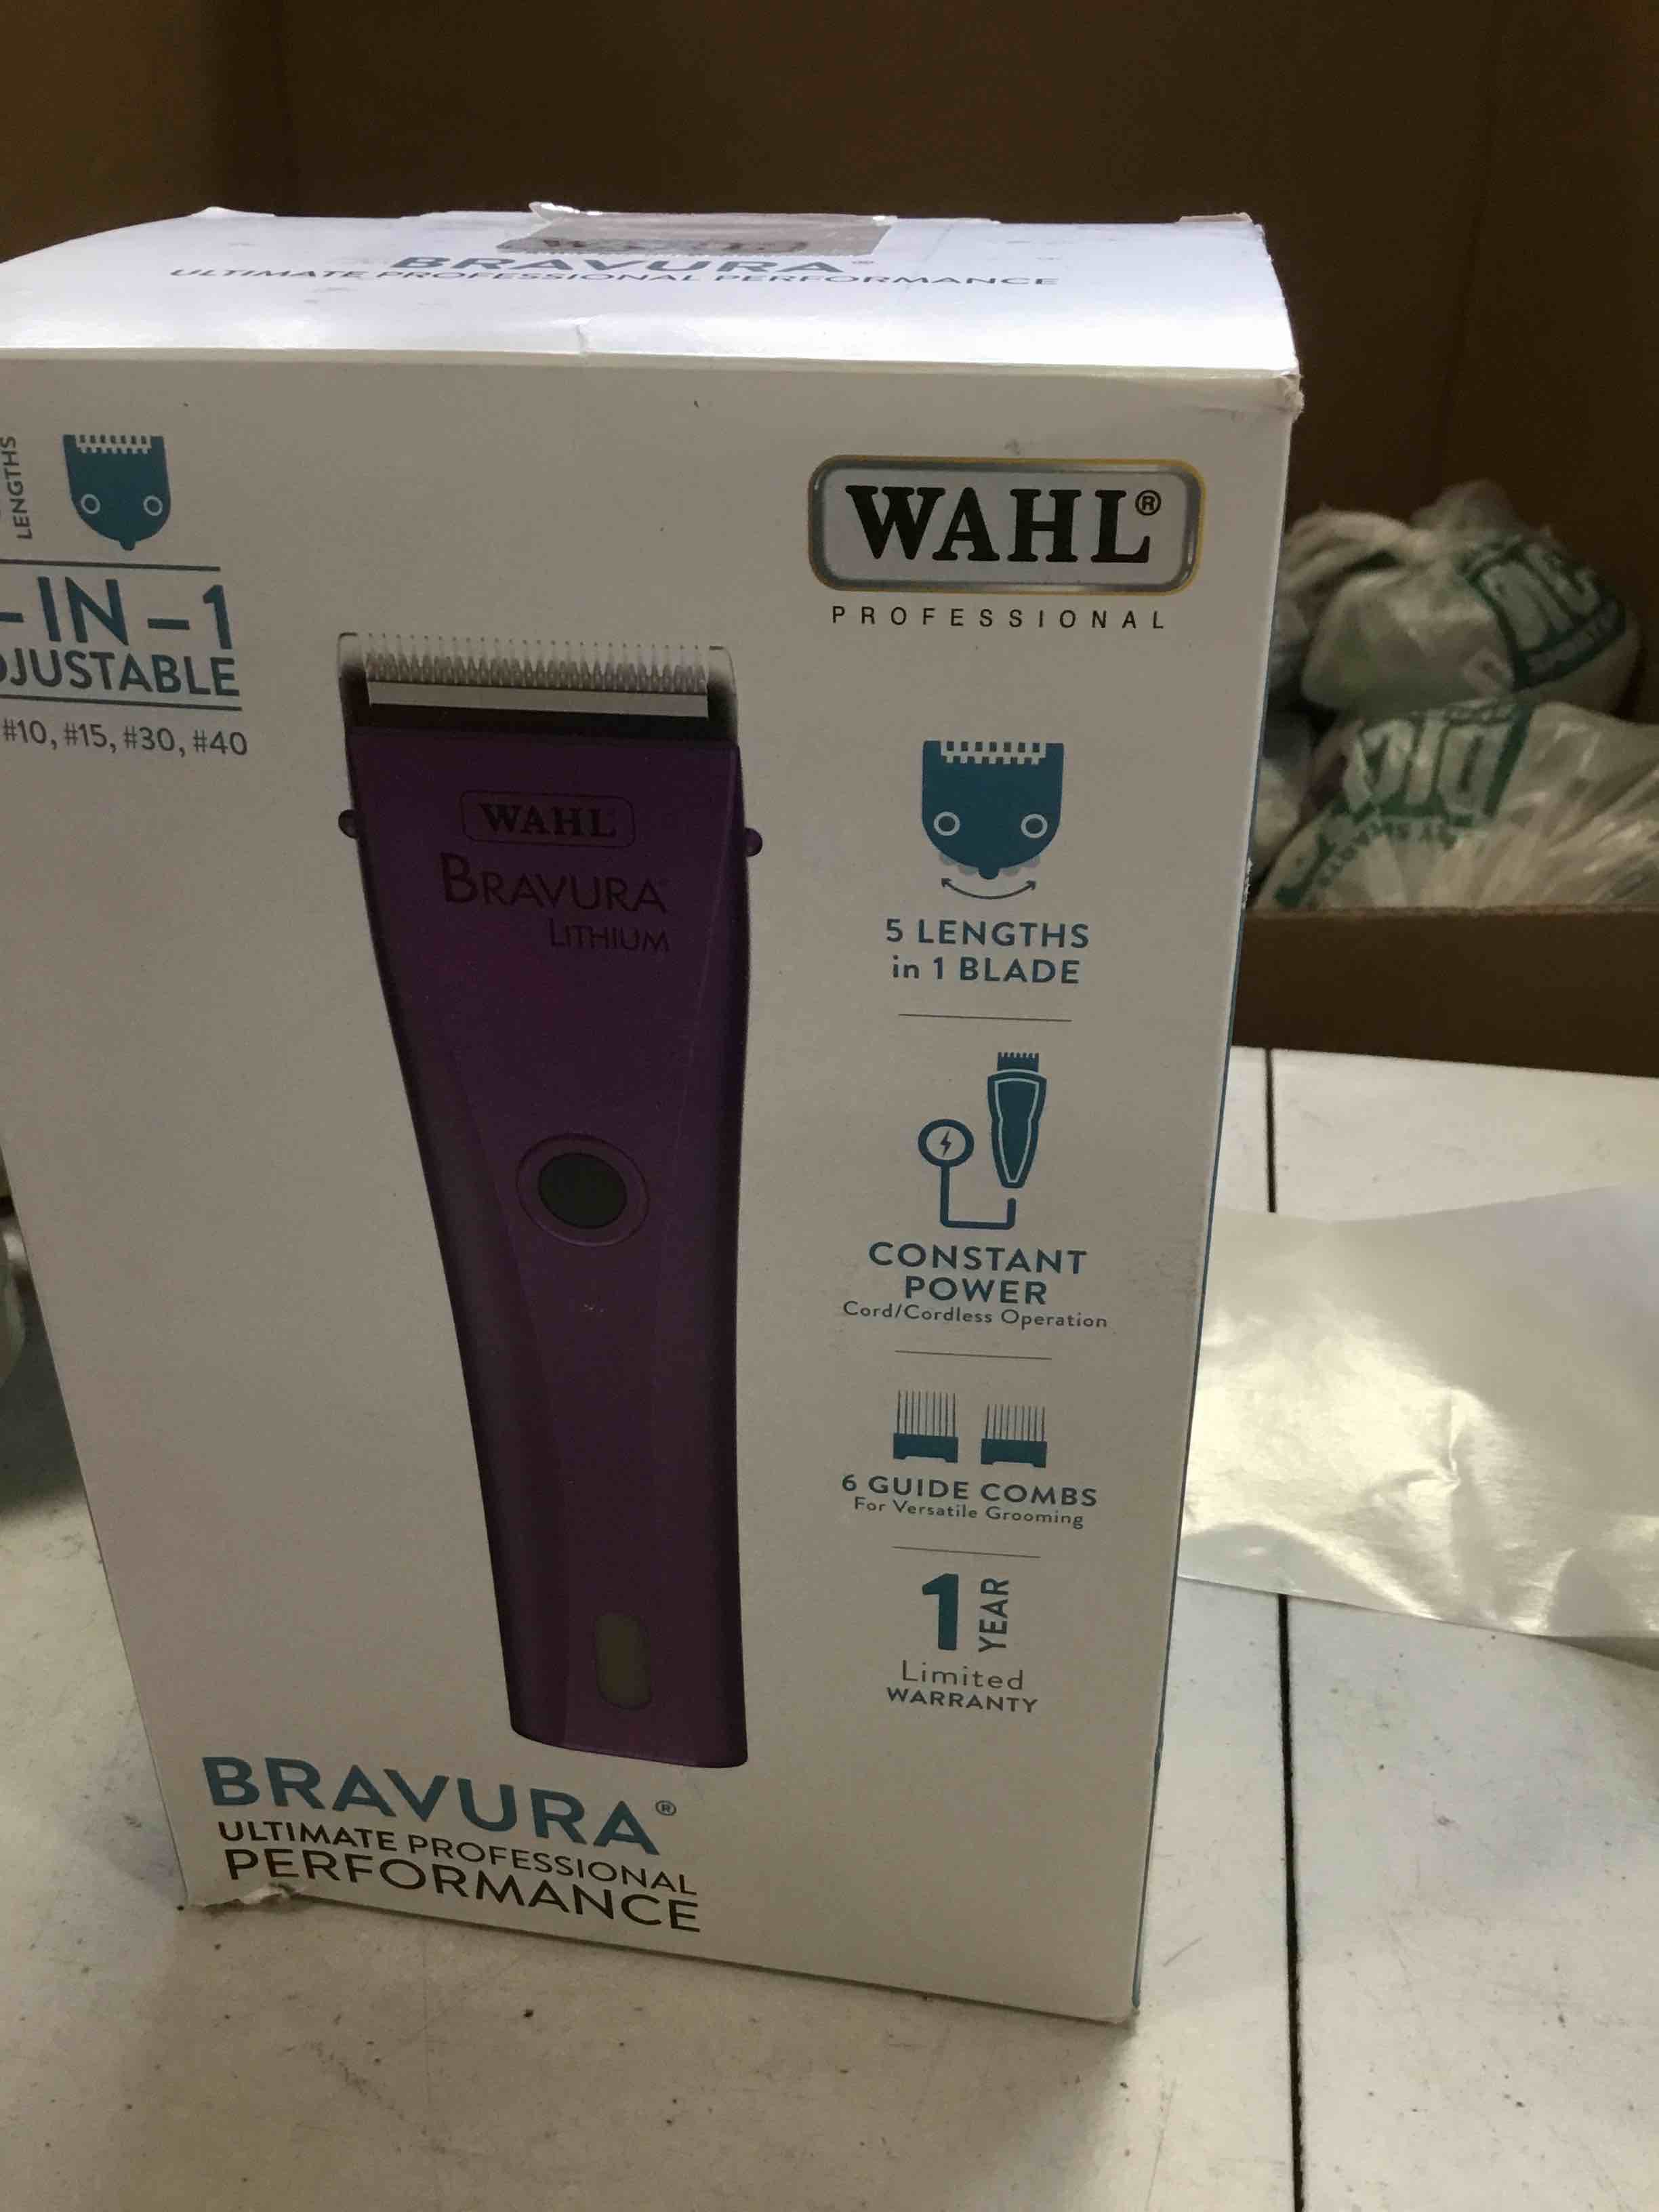 BRAVURA
ULTIMATE PROFESSIONAL PERFORMANCE
LENGTHS
-IN-1
#10, #15, #30, #40
WAHL®
PROFESSIONAL
WAHL
BRAVURA
LITHIUM
5 LENGTHS
in 1 BLADE
CONSTANT
POWER
Cord/Cordless Operation
6 GUIDE COMBS
For Versatile Grooming
1 YEAR
Limited
WARRANTY
BRAVURA®
ULTIMATE PROFESSIONAL
PERFORMANCE